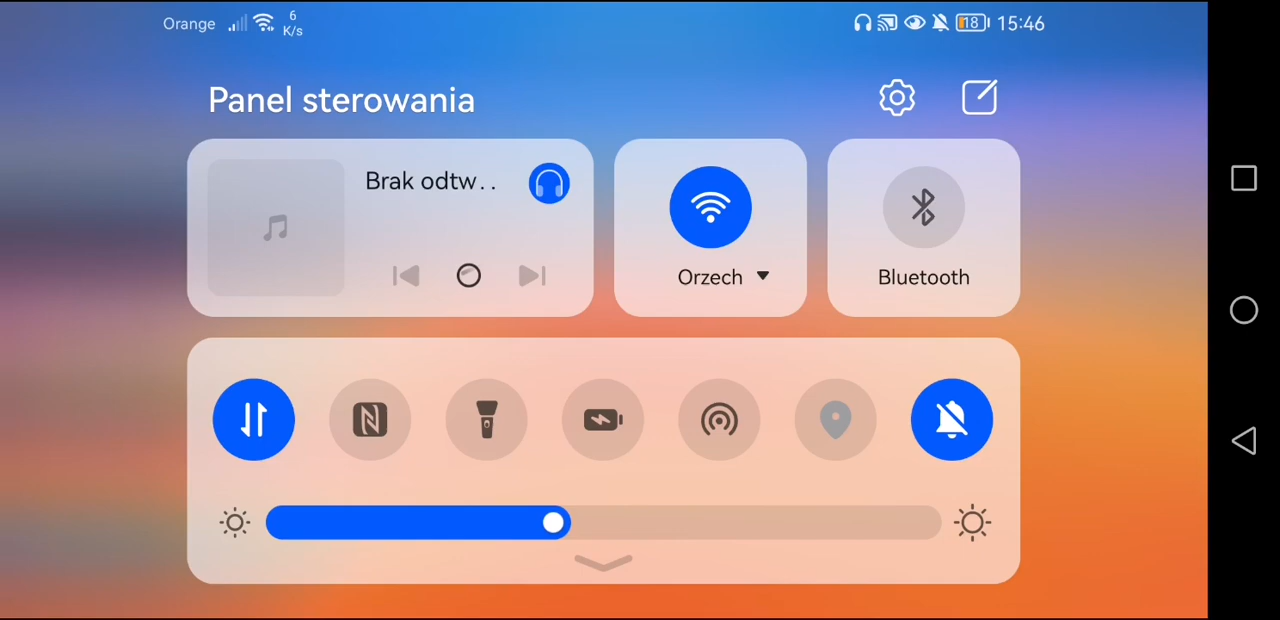 Orange 6 K/s 18 15:46
Panel sterowania
Brak odtw..
Orzech
Bluetooth